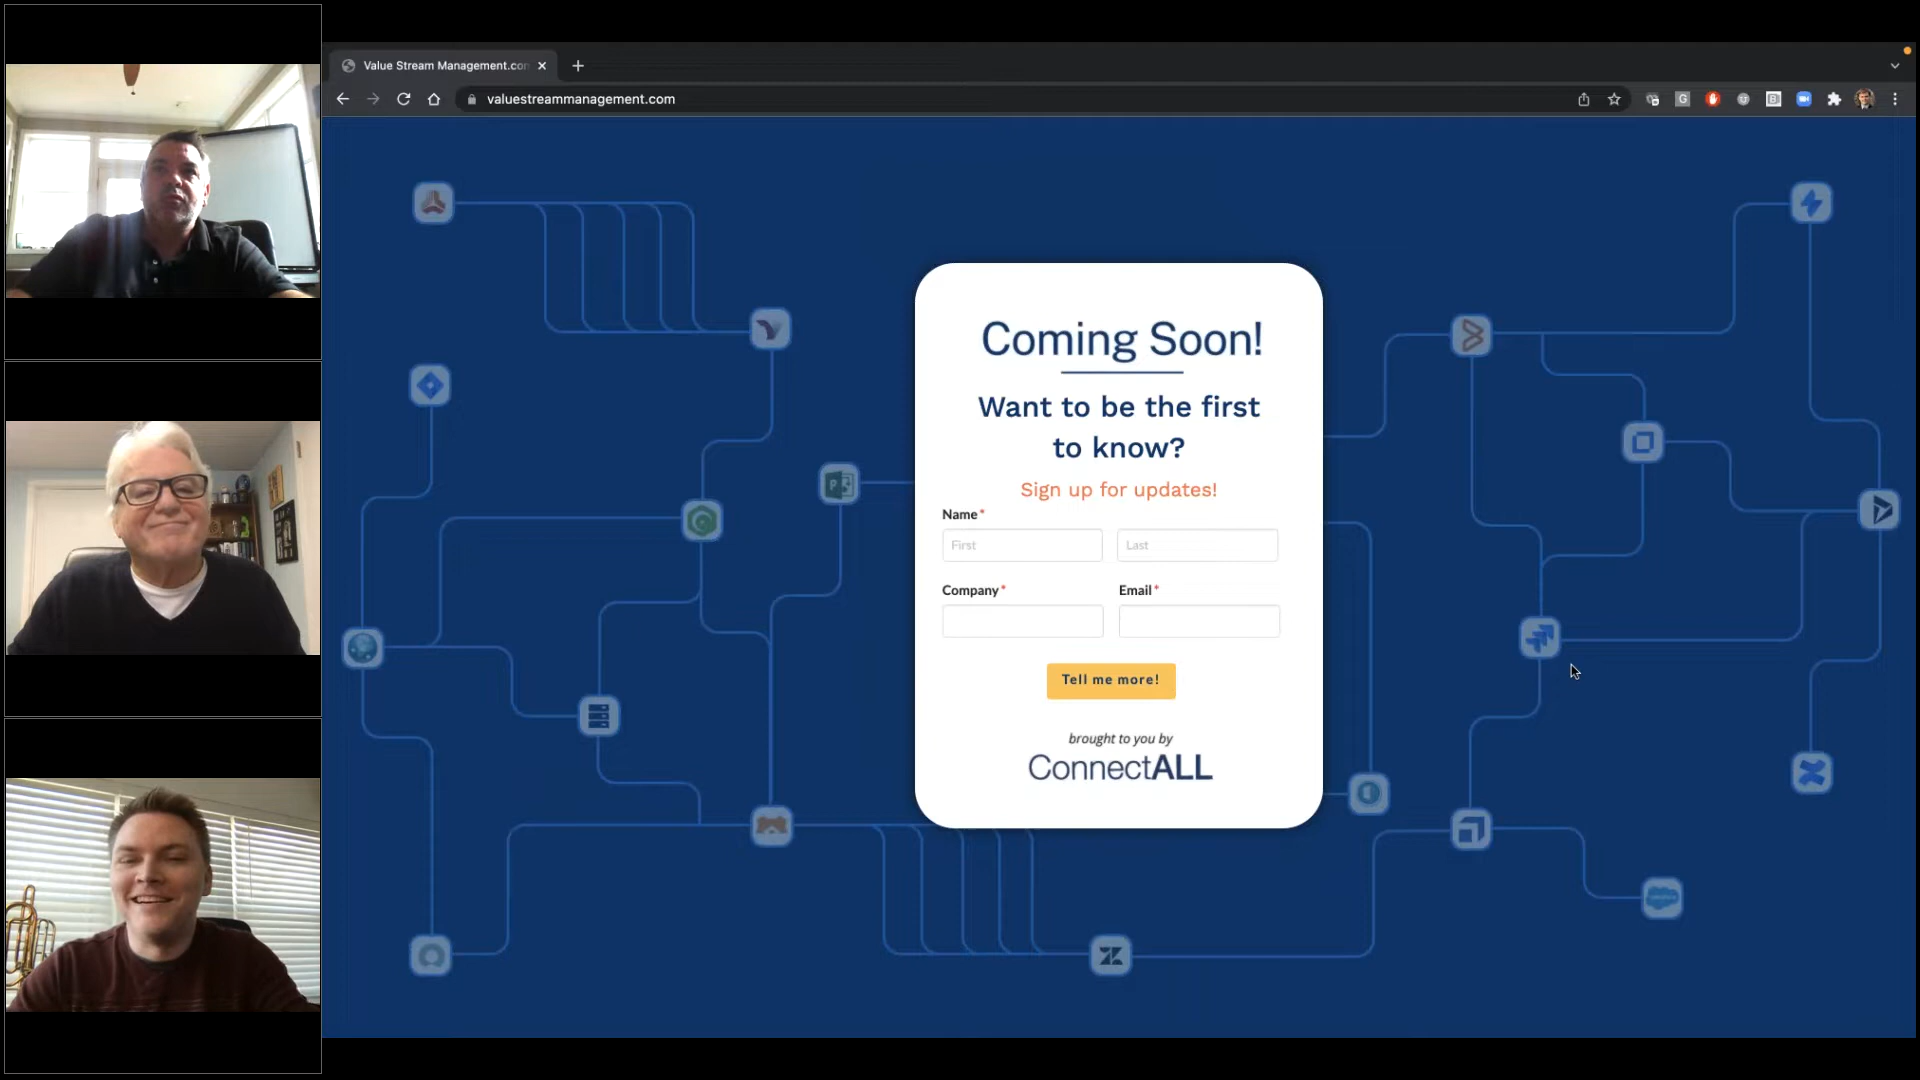 Value Stream Management.com
valuestreammanagement.com
Coming Soon!
Want to be the first
to know?
Sign up for updates!
Name*
First
Last
Company*
Email*
Tell me more!
brought to you by
ConnectALL